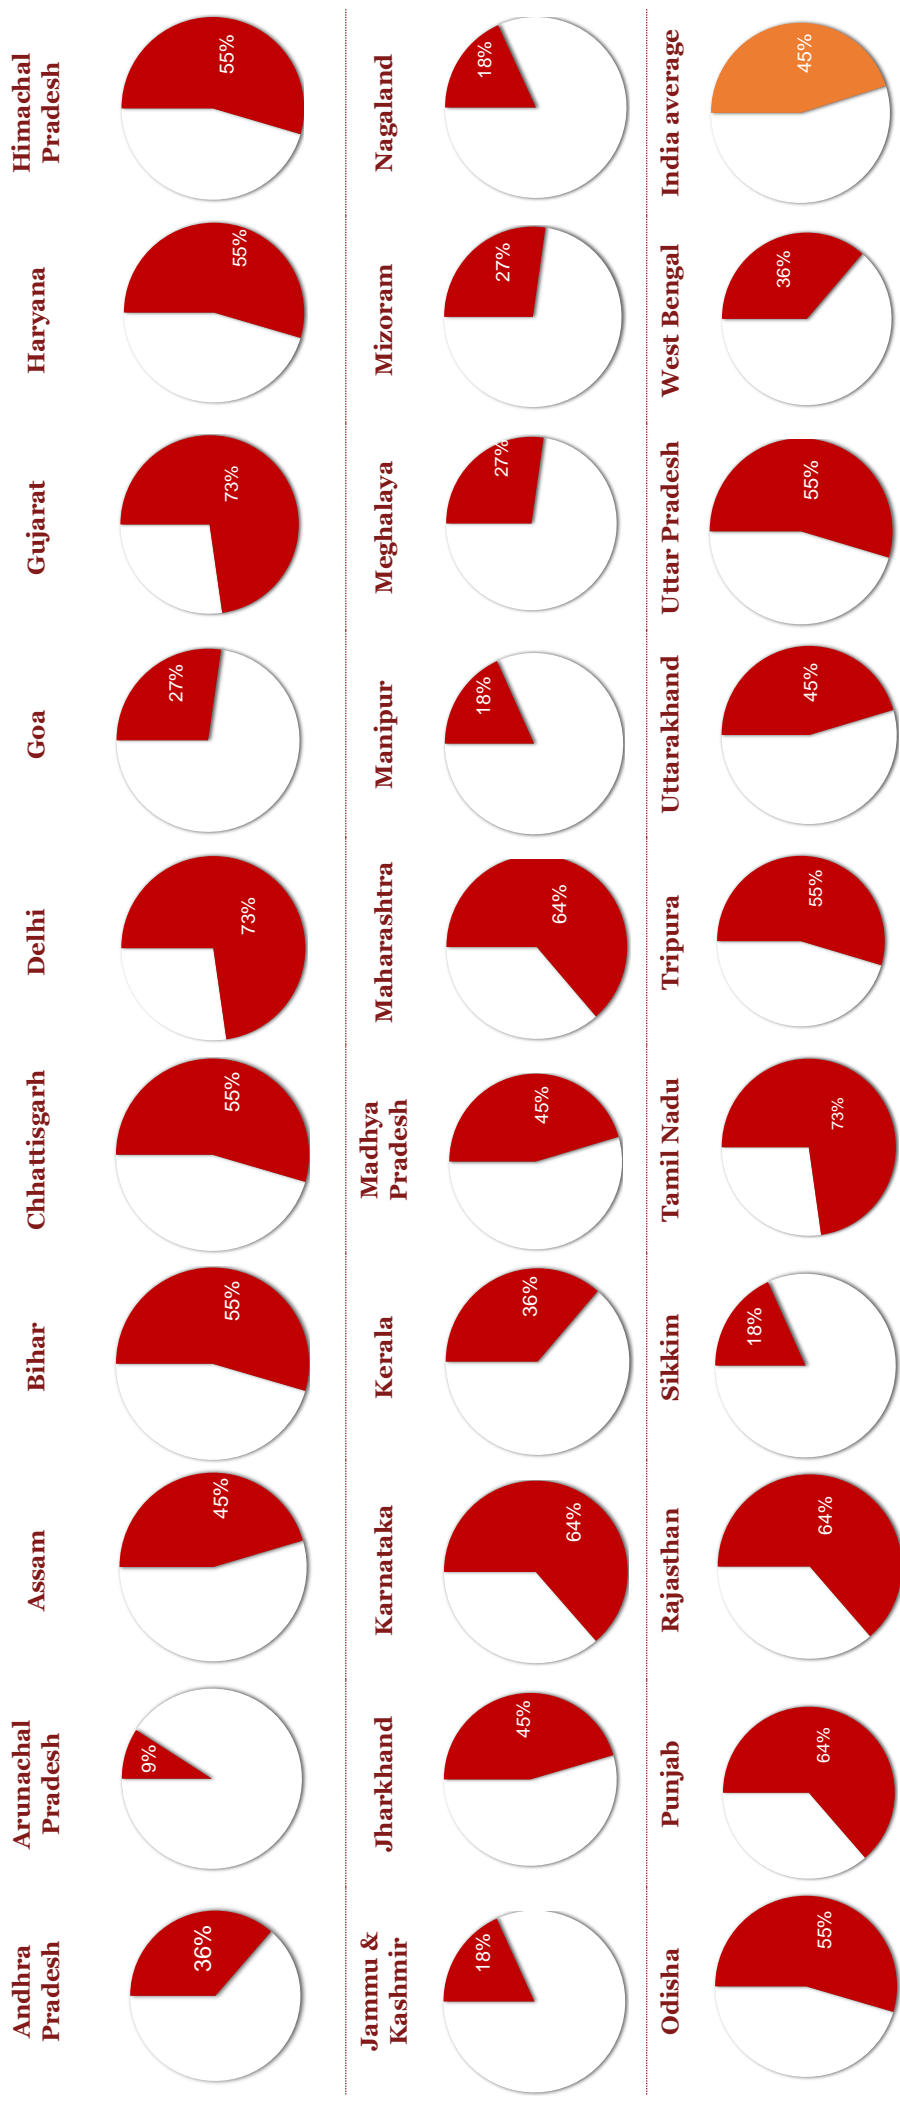 Andhra
Pradesh
36%
Arunachal
Pradesh
9%
Assam
45%
Bihar
55%
Chhattisgarh
55%
Delhi
73%
Goa
27%
Gujarat
73%
Haryana
55%
Himachal
Pradesh
55%
Jammu &
Kashmir
18%
Jharkhand
45%
Karnataka
64%
Kerala
36%
Madhya
Pradesh
45%
Maharashtra
64%
Manipur
18%
Meghalaya
27%
Mizoram
27%
Nagaland
18%
Odisha
55%
Punjab
64%
Rajasthan
64%
Sikkim
18%
Tamil Nadu
73%
Tripura
55%
Uttarakhand
45%
Uttar Pradesh
55%
West Bengal
36%
India average
45%